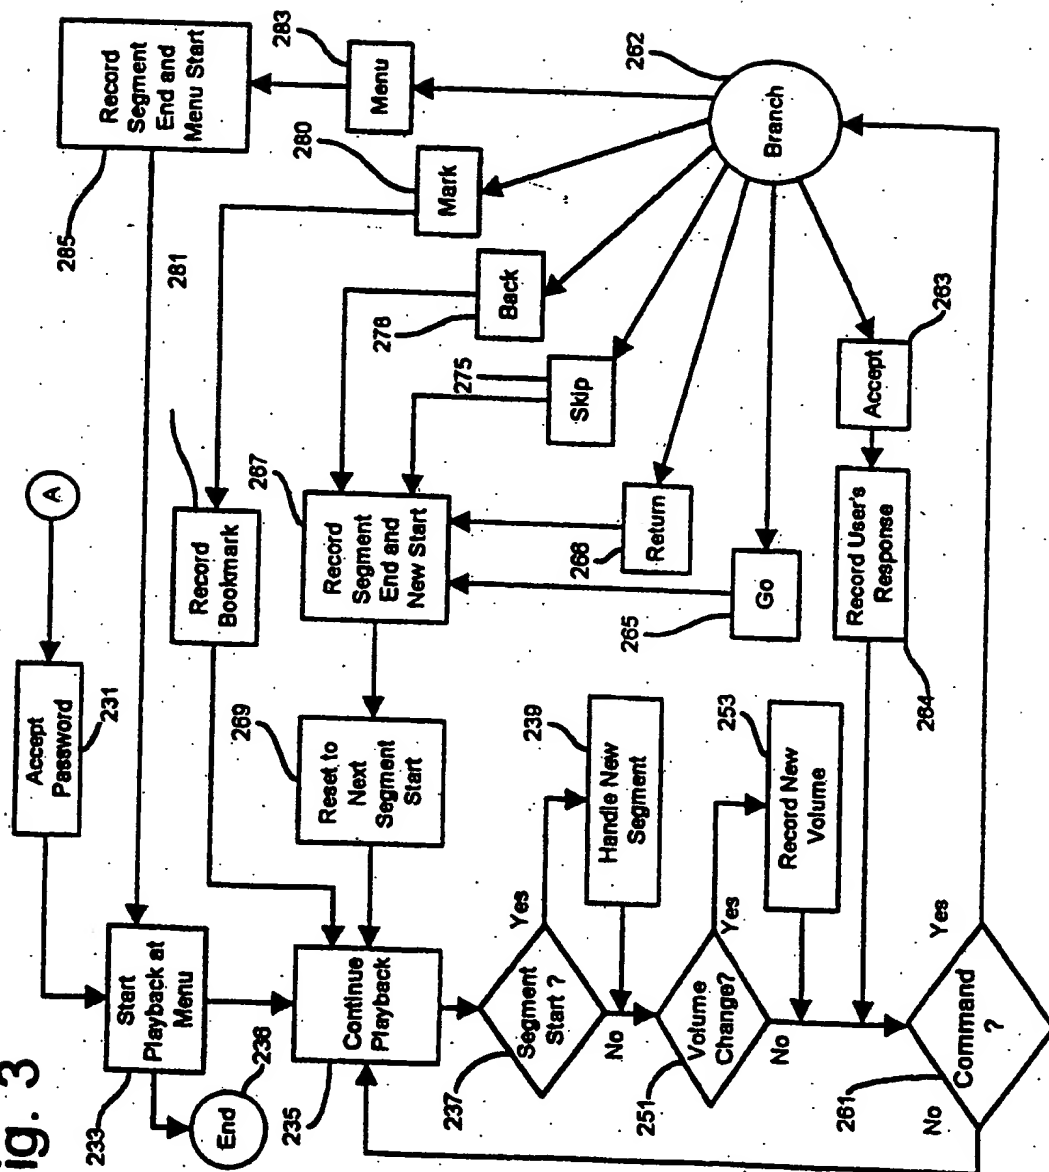 ig. 3
233
Start
Playback at
Menu
End
236
Accept
Password
231
A
235
Continue
Playback
269
Reset to
Next
Segment
Start
267
Record
Segment
End and
New Start
Record
Bookmark
281
285
Record
Segment
End and
Menu Start
237
Segment
Start ?
Yes
No
239
Handle New
Segment
251
Volume
Change?
Yes
No
253
Record New
Volume
265
Go
268
Return
275
Skip
278
Back
280
Mark
283
Menu
261
Command
?
No
Yes
264
Record User's
Response
Accept
263
Branch
262